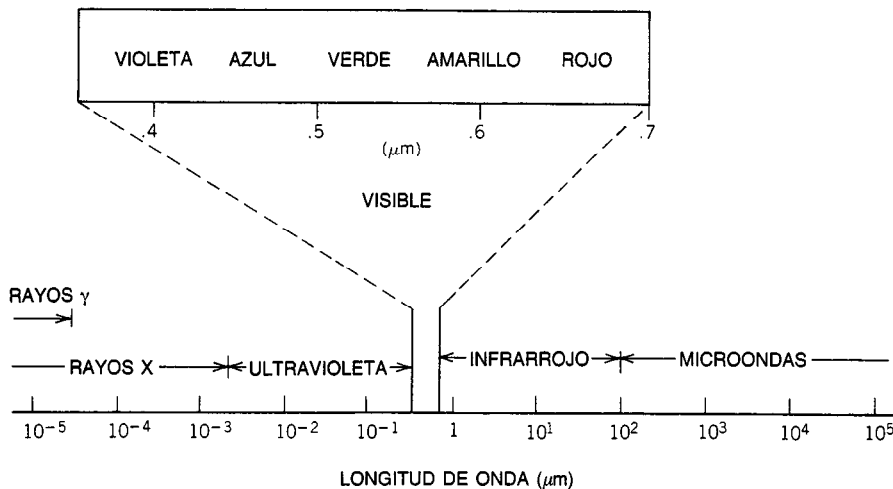 VIOLETA AZUL VERDE AMARILLO ROJO
.4 .5 .6 .7
(μm)
VISIBLE
RAYOS γ
RAYOS X ULTRAVIOLETA INFRARROJO MICROONDAS
10⁻⁵ 10⁻⁴ 10⁻³ 10⁻² 10⁻¹ 1 10¹ 10² 10³ 10⁴ 10⁵
LONGITUD DE ONDA (μm)